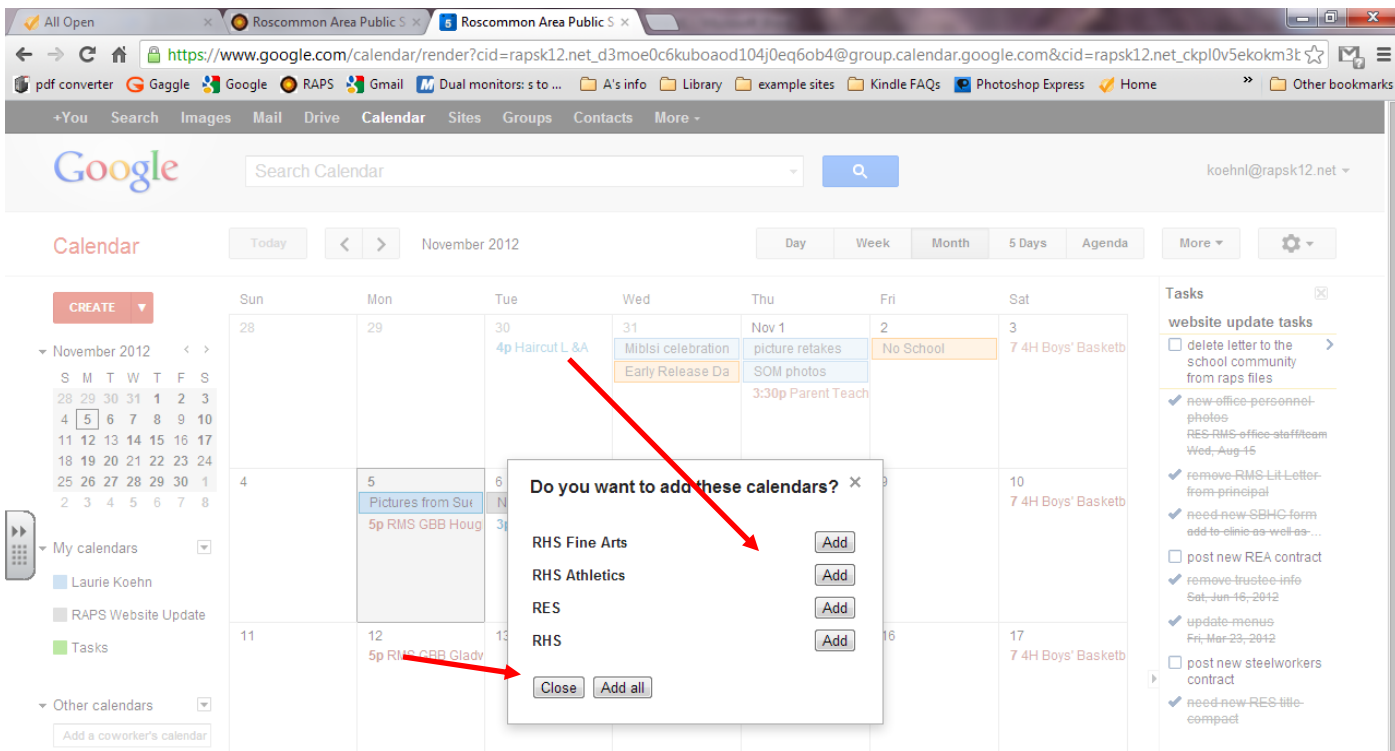 All Open
Roscommon Area Public S
5 Roscommon Area Public S
https://www.google.com/calendar/render?cid=rapsk12.net_d3moe0c6kuboaod104j0eq6ob4@group.calendar.google.com&cid=rapsk12.net_ckpl0v5ekokm3t
pdf converter Gaggle Google RAPS Gmail Dual monitors: s to ... A's info Library example sites Kindle FAQs Photoshop Express Home » Other bookmarks
+You Search Images Mail Drive Calendar Sites Groups Contacts More
Google Search Calendar koehnl@rapsk12.net
Calendar Today November 2012 Day Week Month 5 Days Agenda More
CREATE
November 2012
S M T W T F S
28 29 30 31 1 2 3
4 5 6 7 8 9 10
11 12 13 14 15 16 17
18 19 20 21 22 23 24
25 26 27 28 29 30 1
2 3 4 5 6 7 8
My calendars
Laurie Koehn
RAPS Website Update
Tasks
Other calendars
Add a coworker's calendar
Sun Mon Tue Wed Thu Fri Sat
28 29 30 31 Nov 1 2 3
4p Haircut L &A Miblsi celebration picture retakes No School 7 4H Boys' Basketb
Early Release Da SOM photos
3:30p Parent Teach
4 5 6 9 10
Pictures from Sue N 7 4H Boys' Basketb
5p RMS GBB Houg 3p
11 12 13 16 17
5p RMS GBB Gladw 7 4H Boys' Basketb
Do you want to add these calendars?
RHS Fine Arts Add
RHS Athletics Add
RES Add
RHS Add
Close Add all
Tasks
website update tasks
delete letter to the
school community
from raps files
new office personnel
photos
RES RMS office staff/team
Wed, Aug 15
remove RMS Lit Letter
from principal
need new SBHC form
add to clinic as well as ...
post new REA contract
remove trustee info
Sat, Jun 16, 2012
update menus
Fri, Mar 23, 2012
post new steelworkers
contract
need new RES title
compact